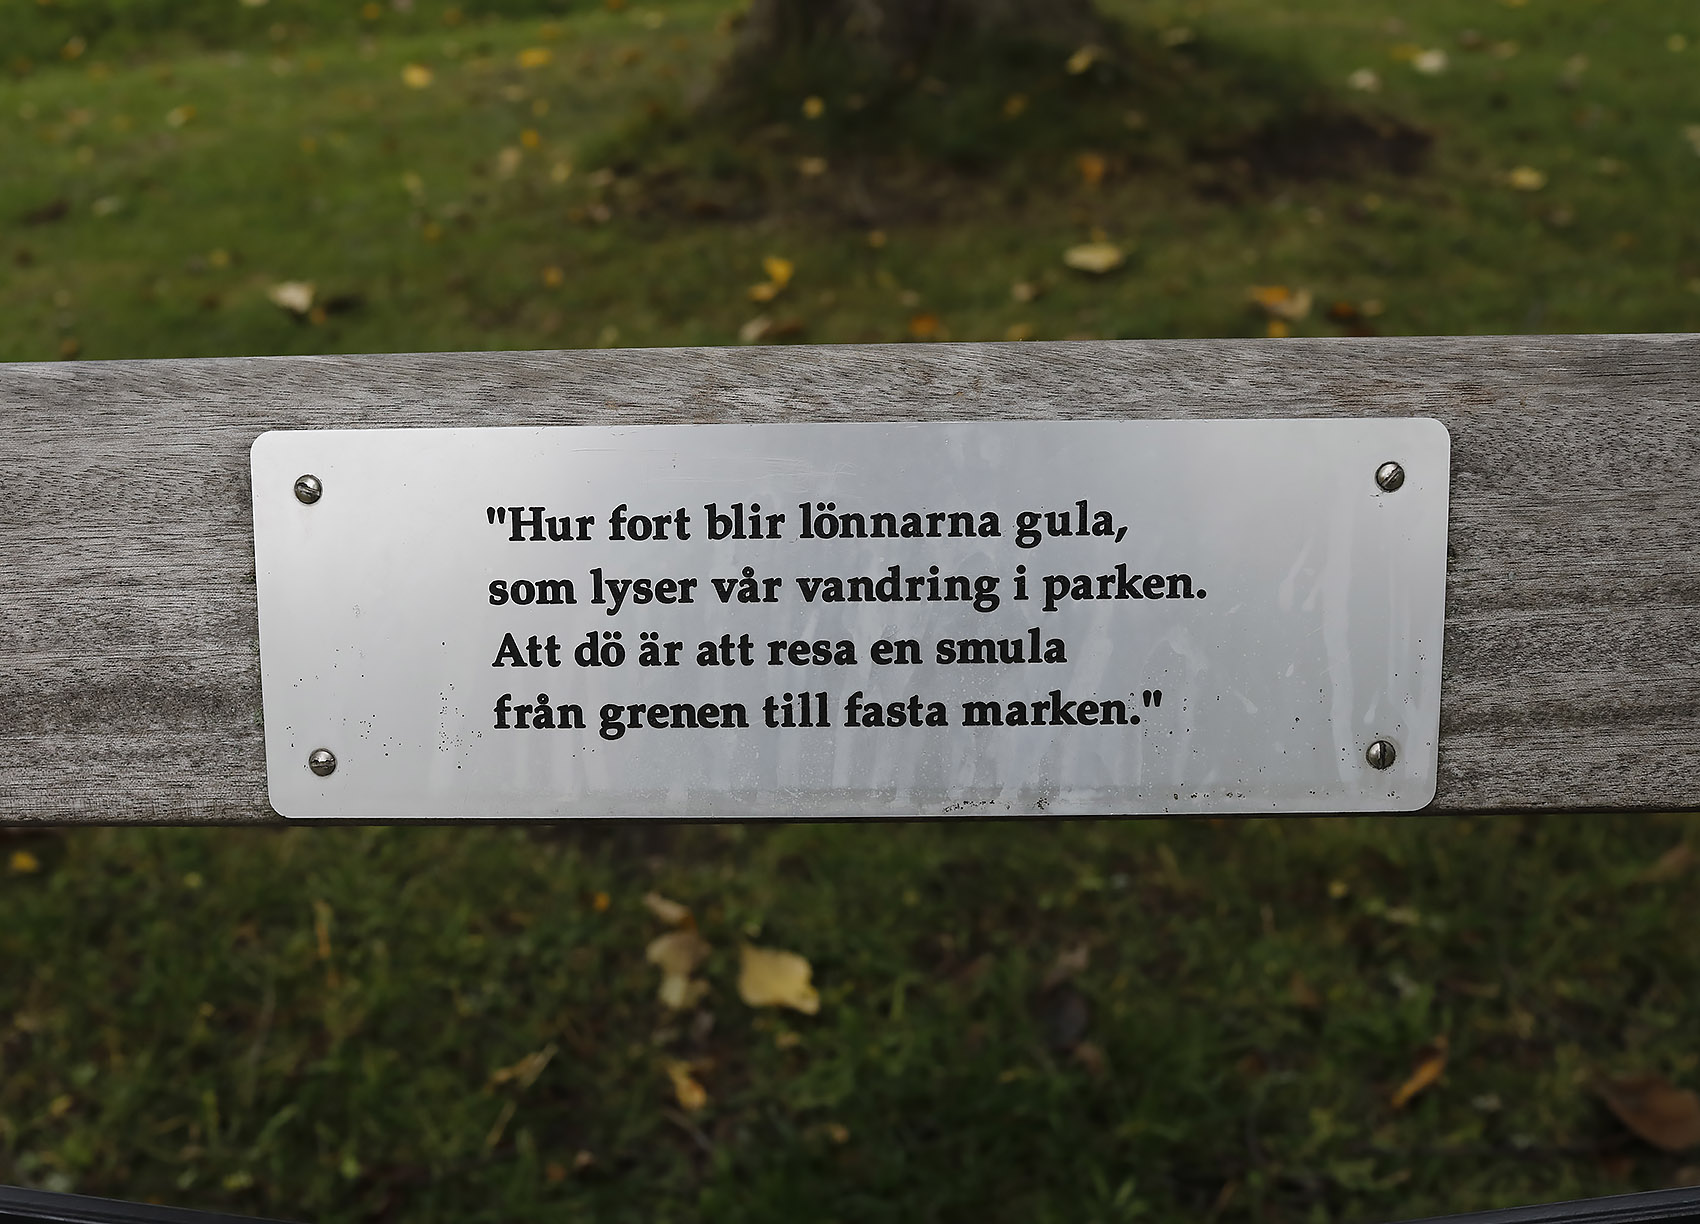 "Hur fort blir lönnarna gula,
som lyser vår vandring i parken.
Att dö är att resa en smula
från grenen till fasta marken."